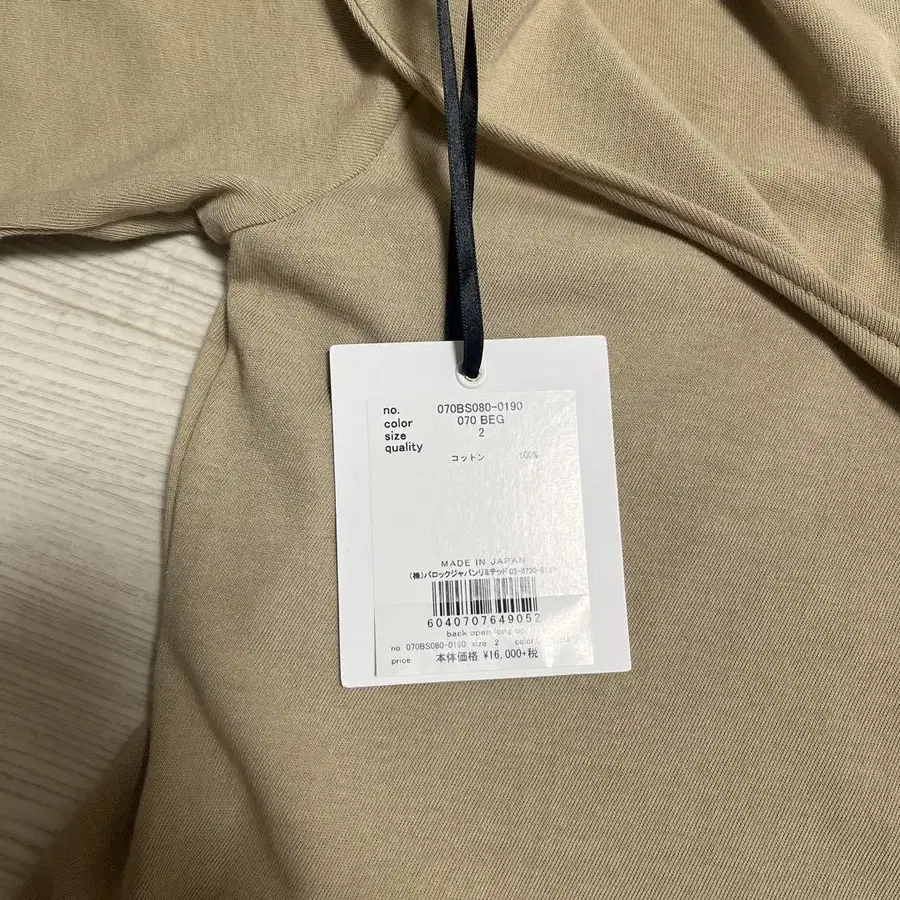 no. 070BS080-0190
color 070 BEG
size 2
quality
コットン 100%
MADE IN JAPAN
(株)バロックジャパンリミテッド 03-
6040707649052
back open long
no 070BS080-0190 size 2 color
price 本体価格 ¥16,000+税